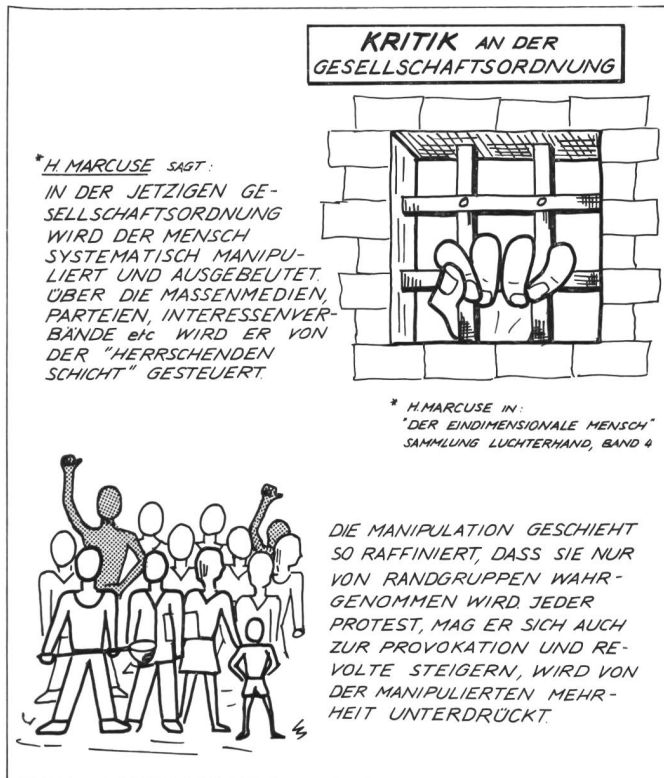 KRITIK AN DER
GESELLSCHAFTSORDNUNG
* H. MARCUSE SAGT:
IN DER JETZIGEN GE-
SELLSCHAFTSORDNUNG
WIRD DER MENSCH
SYSTEMATISCH MANIPU-
LIERT UND AUSGEBEUTET.
ÜBER DIE MASSENMEDIEN,
PARTEIEN, INTERESSENVER-
BÄNDE etc WIRD ER VON
DER "HERRSCHENDEN
SCHICHT" GESTEUERT.
* H. MARCUSE IN:
"DER EINDIMENSIONALE MENSCH"
SAMMLUNG LUCHTERHAND, BAND 4
DIE MANIPULATION GESCHIEHT
SO RAFFINIERT, DASS SIE NUR
VON RANDGRUPPEN WAHR-
GENOMMEN WIRD. JEDER
PROTEST, MAG ER SICH AUCH
ZUR PROVOKATION UND RE-
VOLTE STEIGERN, WIRD VON
DER MANIPULIERTEN MEHR-
HEIT UNTERDRÜCKT.